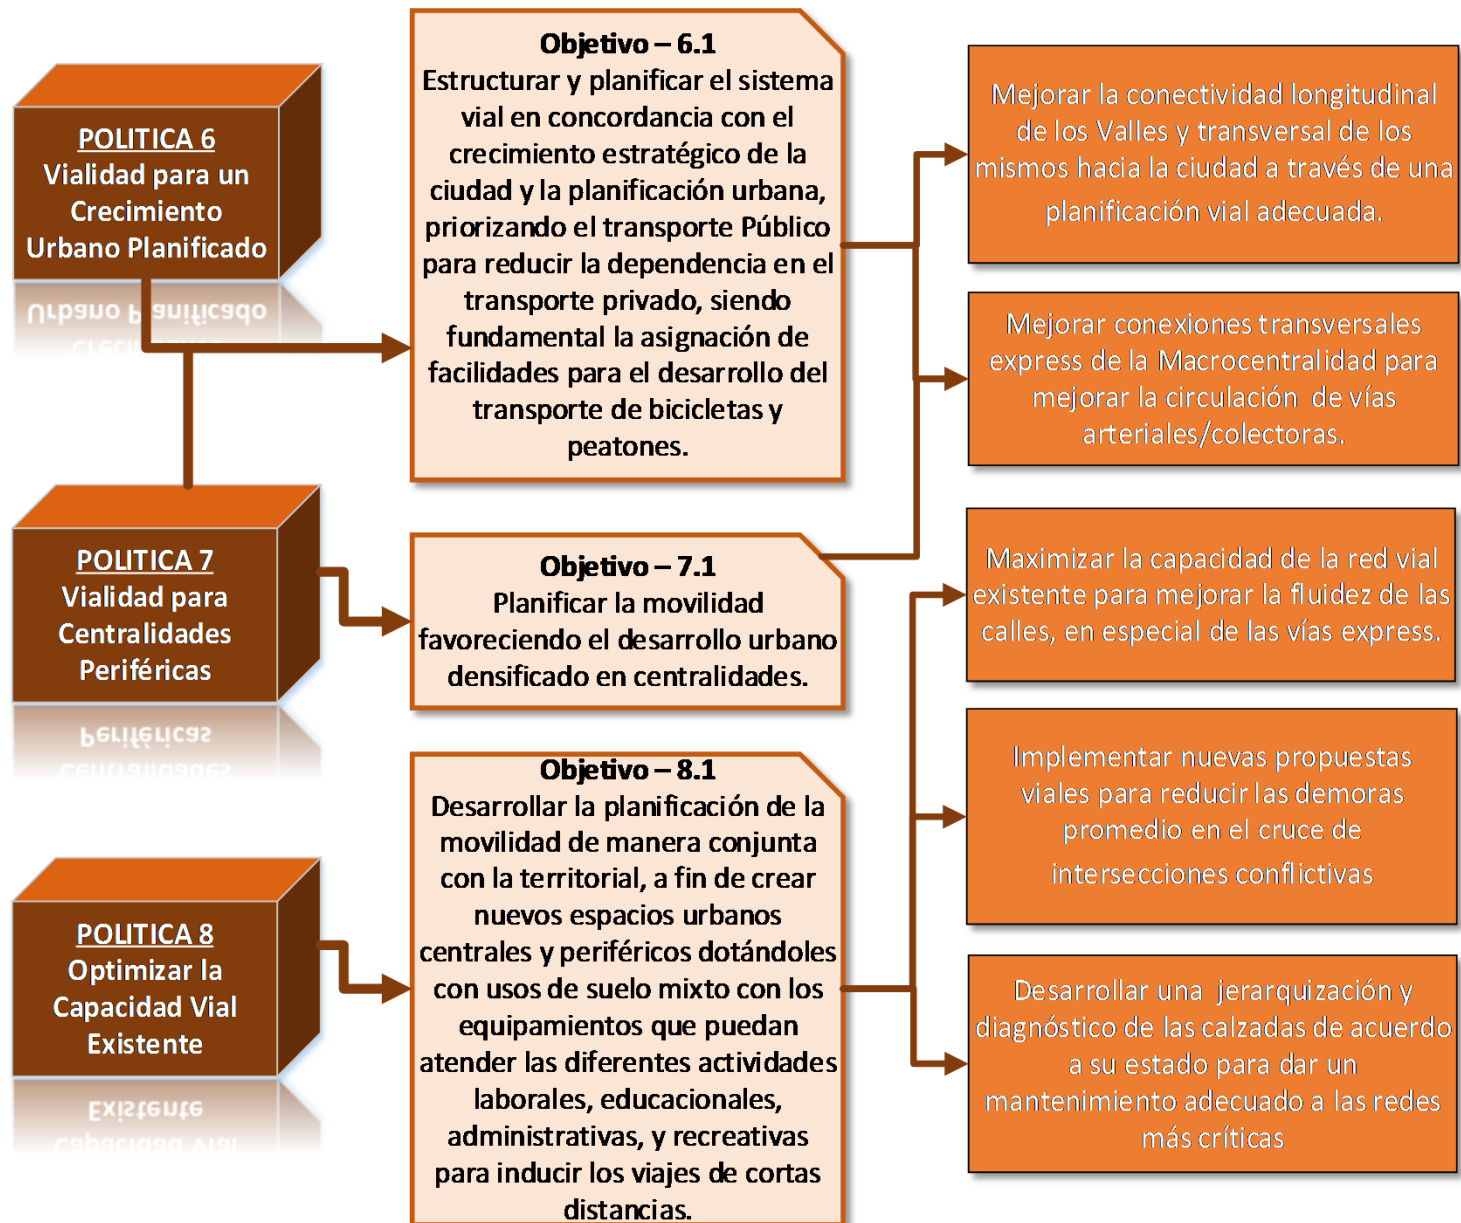 POLITICA 6
Vialidad para un
Crecimiento
Urbano Planificado
Objetivo – 6.1
Estructurar y planificar el sistema
vial en concordancia con el
crecimiento estratégico de la
ciudad y la planificación urbana,
priorizando el transporte Público
para reducir la dependencia en el
transporte privado, siendo
fundamental la asignación de
facilidades para el desarrollo del
transporte de bicicletas y
peatones.
Mejorar la conectividad longitudinal
de los Valles y transversal de los
mismos hacia la ciudad a través de una
planificación vial adecuada.
Mejorar conexiones transversales
express de la Macrocentralidad para
mejorar la circulación de vías
arteriales/colectoras.
POLITICA 7
Vialidad para
Centralidades
Periféricas
Objetivo – 7.1
Planificar la movilidad
favoreciendo el desarrollo urbano
densificado en centralidades.
Maximizar la capacidad de la red vial
existente para mejorar la fluidez de las
calles, en especial de las vías express.
POLITICA 8
Optimizar la
Capacidad Vial
Existente
Objetivo – 8.1
Desarrollar la planificación de la
movilidad de manera conjunta
con la territorial, a fin de crear
nuevos espacios urbanos
centrales y periféricos dotándoles
con usos de suelo mixto con los
equipamientos que puedan
atender las diferentes actividades
laborales, educacionales,
administrativas, y recreativas
para inducir los viajes de cortas
distancias.
Implementar nuevas propuestas
viales para reducir las demoras
promedio en el cruce de
intersecciones conflictivas
Desarrollar una jerarquización y
diagnóstico de las calzadas de acuerdo
a su estado para dar un
mantenimiento adecuado a las redes
más críticas